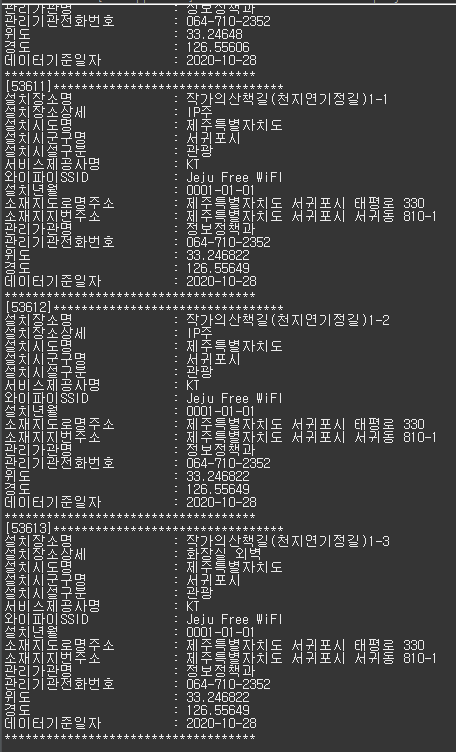 관리기관명 : 정보정책과
관리기관전화번호 : 064-710-2352
위도 : 33.24648
경도 : 126.55606
데이터기준일자 : 2020-10-28
************************************
[53611]*********************************
설치장소명 : 작가의산책길(천지연기정길)1-1
설치장소상세 : IP주
설치시도명 : 제주특별자치도
설치시군구명 : 서귀포시
설치시설구분 : 관광
서비스제공사명 : KT
와이파이SSID : Jeju Free WiFI
설치년월 : 0001-01-01
소재지도로명주소 : 제주특별자치도 서귀포시 태평로 330
소재지지번주소 : 제주특별자치도 서귀포시 서귀동 810-1
관리기관명 : 정보정책과
관리기관전화번호 : 064-710-2352
위도 : 33.246822
경도 : 126.55649
데이터기준일자 : 2020-10-28
************************************
[53612]*********************************
설치장소명 : 작가의산책길(천지연기정길)1-2
설치장소상세 : IP주
설치시도명 : 제주특별자치도
설치시군구명 : 서귀포시
설치시설구분 : 관광
서비스제공사명 : KT
와이파이SSID : Jeju Free WiFI
설치년월 : 0001-01-01
소재지도로명주소 : 제주특별자치도 서귀포시 태평로 330
소재지지번주소 : 제주특별자치도 서귀포시 서귀동 810-1
관리기관명 : 정보정책과
관리기관전화번호 : 064-710-2352
위도 : 33.246822
경도 : 126.55649
데이터기준일자 : 2020-10-28
************************************
[53613]*********************************
설치장소명 : 작가의산책길(천지연기정길)1-3
설치장소상세 : 화장실 외벽
설치시도명 : 제주특별자치도
설치시군구명 : 서귀포시
설치시설구분 : 관광
서비스제공사명 : KT
와이파이SSID : Jeju Free WiFI
설치년월 : 0001-01-01
소재지도로명주소 : 제주특별자치도 서귀포시 태평로 330
소재지지번주소 : 제주특별자치도 서귀포시 서귀동 810-1
관리기관명 : 정보정책과
관리기관전화번호 : 064-710-2352
위도 : 33.246822
경도 : 126.55649
데이터기준일자 : 2020-10-28
************************************